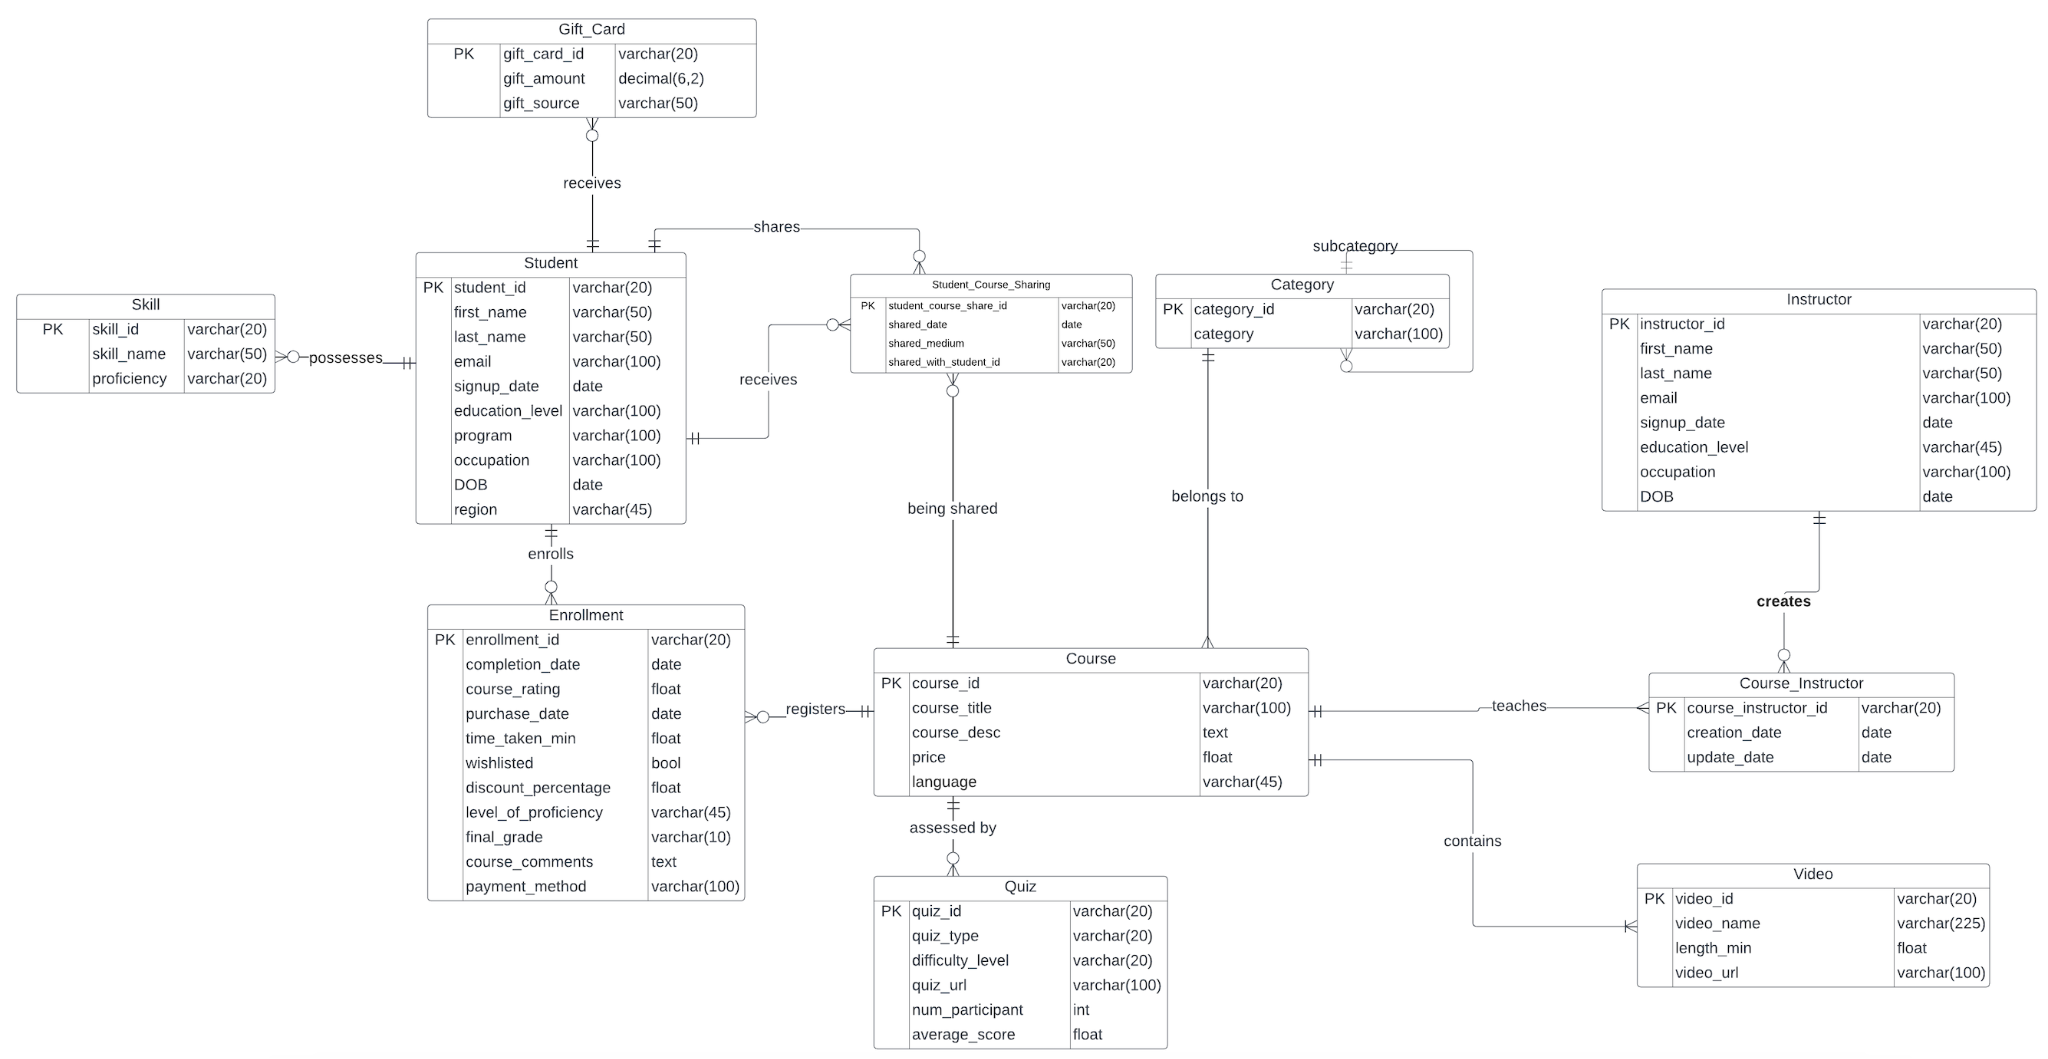 Gift_Card
PK gift_card_id varchar(20)
gift_amount decimal(6,2)
gift_source varchar(50)
receives
shares
subcategory
Student
PK student_id varchar(20)
first_name varchar(50)
last_name varchar(50)
email varchar(100)
signup_date date
education_level varchar(100)
program varchar(100)
occupation varchar(100)
DOB date
region varchar(45)
Skill
PK skill_id varchar(20)
skill_name varchar(50)
proficiency varchar(20)
possesses
Student_Course_Sharing
PK student_course_share_id varchar(20)
shared_date date
shared_medium varchar(50)
shared_with_student_id varchar(20)
receives
Category
PK category_id varchar(20)
category varchar(100)
Instructor
PK instructor_id varchar(20)
first_name varchar(50)
last_name varchar(50)
email varchar(100)
signup_date date
education_level varchar(45)
occupation varchar(100)
DOB date
being shared
belongs to
enrolls
creates
Enrollment
PK enrollment_id varchar(20)
completion_date date
course_rating float
purchase_date date
time_taken_min float
wishlisted bool
discount_percentage float
level_of_proficiency varchar(45)
final_grade varchar(10)
course_comments text
payment_method varchar(100)
registers
Course
PK course_id varchar(20)
course_title varchar(100)
course_desc text
price float
language varchar(45)
teaches
Course_Instructor
PK course_instructor_id varchar(20)
creation_date date
update_date date
assessed by
contains
Quiz
PK quiz_id varchar(20)
quiz_type varchar(20)
difficulty_level varchar(20)
quiz_url varchar(100)
num_participant int
average_score float
Video
PK video_id varchar(20)
video_name varchar(225)
length_min float
video_url varchar(100)